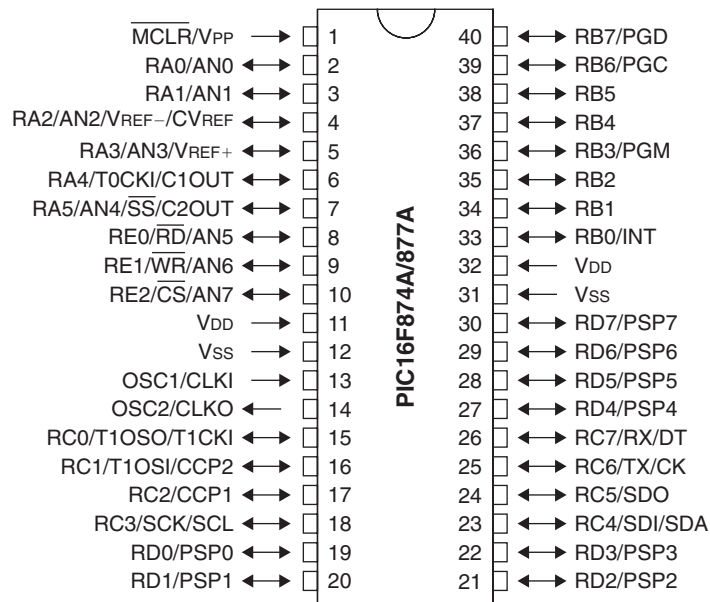 MCLR/VPP 1 40 RB7/PGD
RA0/AN0 2 39 RB6/PGC
RA1/AN1 3 38 RB5
RA2/AN2/VREF-/CVREF 4 37 RB4
RA3/AN3/VREF+ 5 36 RB3/PGM
RA4/T0CKI/C1OUT 6 35 RB2
RA5/AN4/SS/C2OUT 7 34 RB1
RE0/RD/AN5 8 33 RB0/INT
RE1/WR/AN6 9 32 VDD
RE2/CS/AN7 10 31 VSS
VDD 11 30 RD7/PSP7
VSS 12 29 RD6/PSP6
OSC1/CLKI 13 28 RD5/PSP5
OSC2/CLKO 14 27 RD4/PSP4
RC0/T1OSO/T1CKI 15 26 RC7/RX/DT
RC1/T1OSI/CCP2 16 25 RC6/TX/CK
RC2/CCP1 17 24 RC5/SDO
RC3/SCK/SCL 18 23 RC4/SDI/SDA
RD0/PSP0 19 22 RD3/PSP3
RD1/PSP1 20 21 RD2/PSP2
PIC16F874A/877A